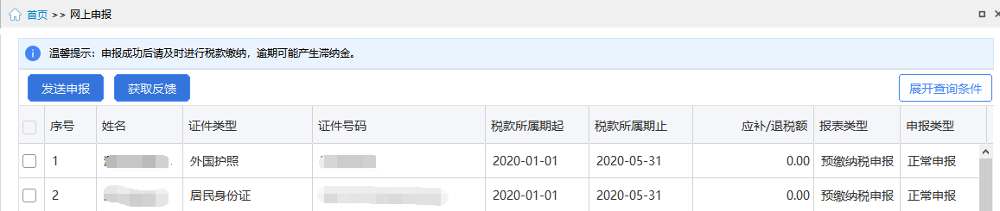 首页 >> 网上申报
温馨提示：申报成功后请及时进行税款缴纳，逾期可能产生滞纳金。
发送申报 获取反馈 展开查询条件
序号 姓名 证件类型 证件号码 税款所属期起 税款所属期止 应补/退税额 报表类型 申报类型
1 外国护照 2020-01-01 2020-05-31 0.00 预缴纳税申报 正常申报
2 居民身份证 2020-01-01 2020-05-31 0.00 预缴纳税申报 正常申报